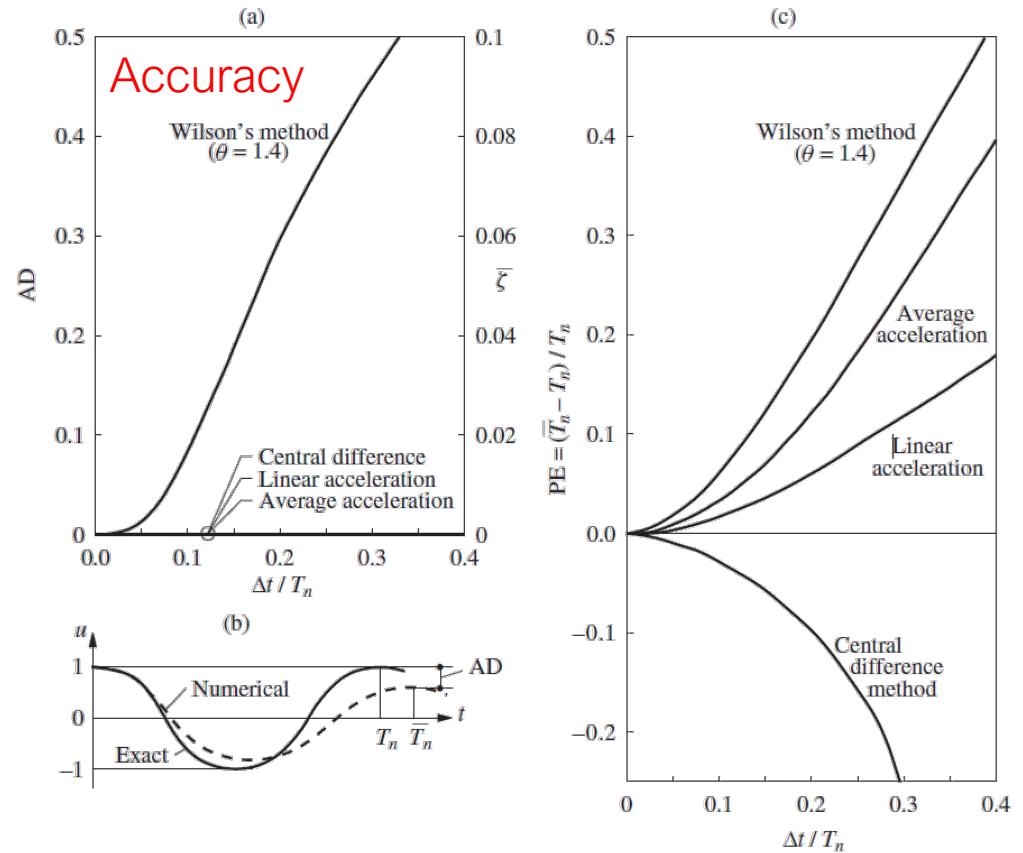 (a)
Accuracy
Wilson's method
(θ = 1.4)
0.5
0.4
0.3
0.2
0.1
0
AD
0.1
0.08
0.06
0.04
0.02
0
ζ̅
Central difference
Linear acceleration
Average acceleration
0.0 0.1 0.2 0.3 0.4
Δt / Tₙ
(b)
u
1
0
−1
Numerical
Exact
AD
t
Tₙ T̅ₙ
(c)
0.5
0.4
0.3
0.2
0.1
0.0
−0.1
−0.2
PE = (T̅ₙ − Tₙ) / Tₙ
Wilson's method
(θ = 1.4)
Average
acceleration
Linear
acceleration
Central
difference
method
0 0.1 0.2 0.3 0.4
Δt / Tₙ